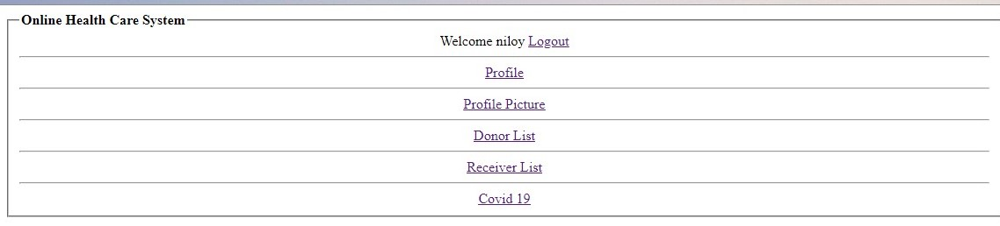 Online Health Care System
Welcome niloy Logout
Profile
Profile Picture
Donor List
Receiver List
Covid 19